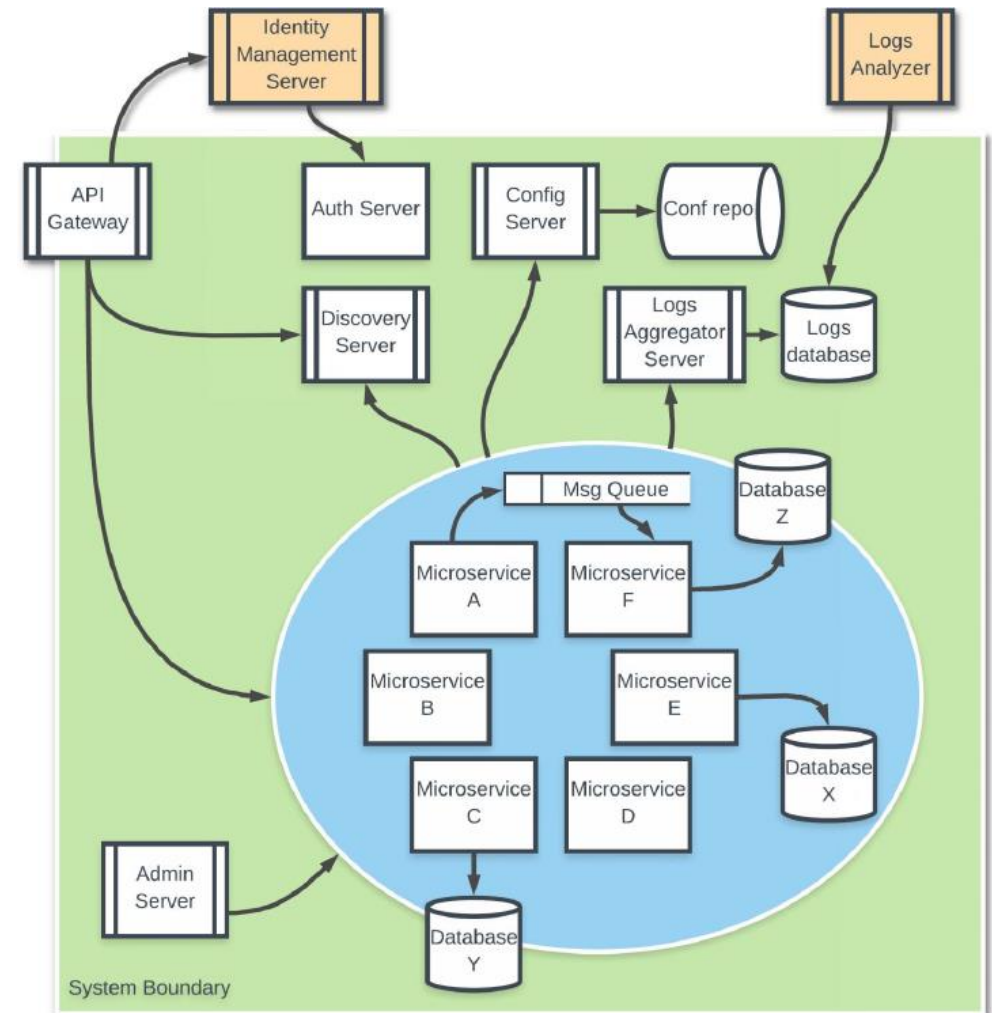 Identity
Management
Server
Logs
Analyzer
API
Gateway
Auth Server
Config
Server
Conf repo
Discovery
Server
Logs
Aggregator
Server
Logs
database
Msg Queue
Database
Z
Microservice
A
Microservice
F
Microservice
B
Microservice
E
Database
X
Microservice
C
Microservice
D
Admin
Server
Database
Y
System Boundary